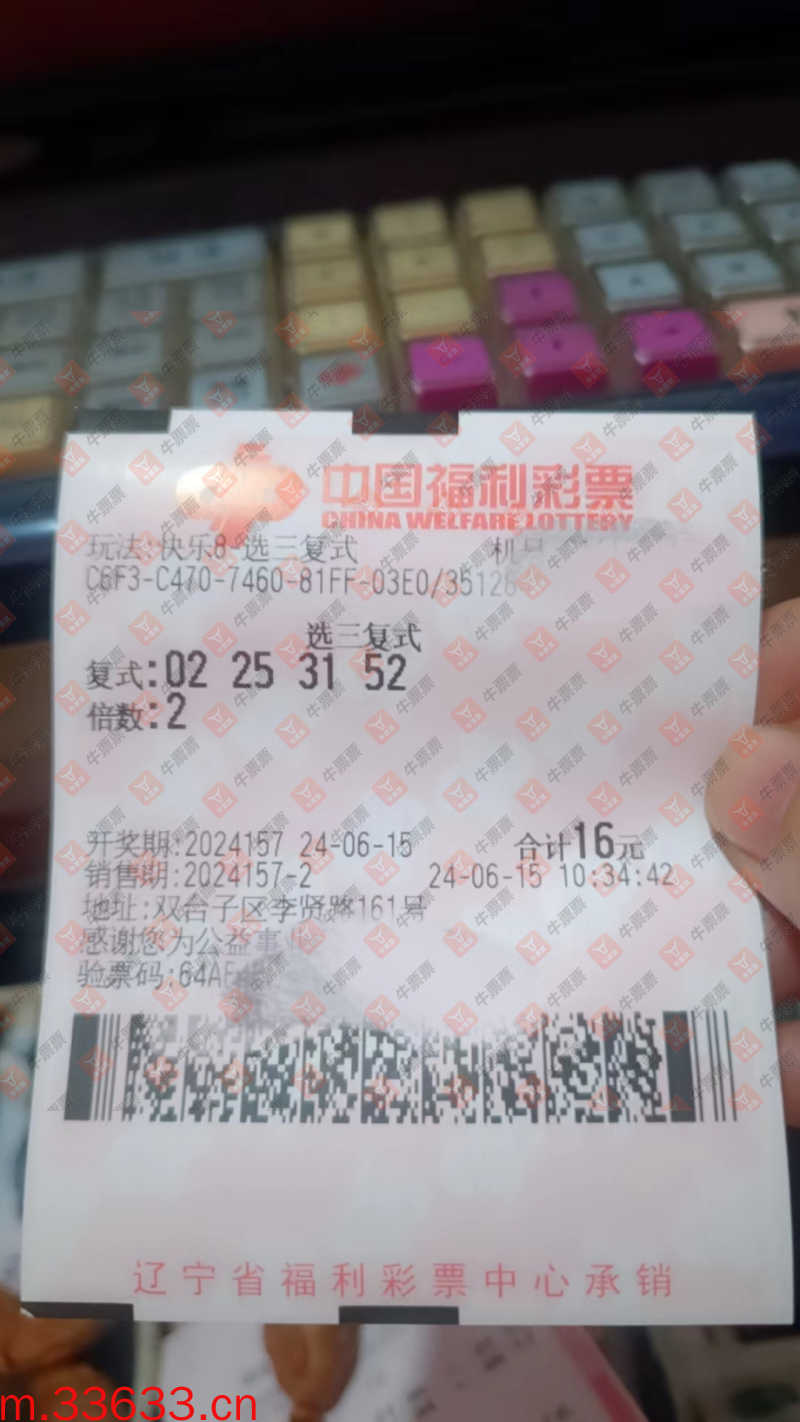 中国福利彩票
CHINA WELFARE LOTTERY
玩法:快乐8-选三复式
C6F3-C470-7460-81FF-03E0/35126
选三复式
复式:02 25 31 52
倍数:2
开奖期:2024157 24-06-15 合计16元
销售期:2024157-2 24-06-15 10:34:42
地址:双台子区李贤路161号
感谢您为公益事业
验票码:64AE
辽宁省福利彩票中心承销
牛票票
m.33633.cn